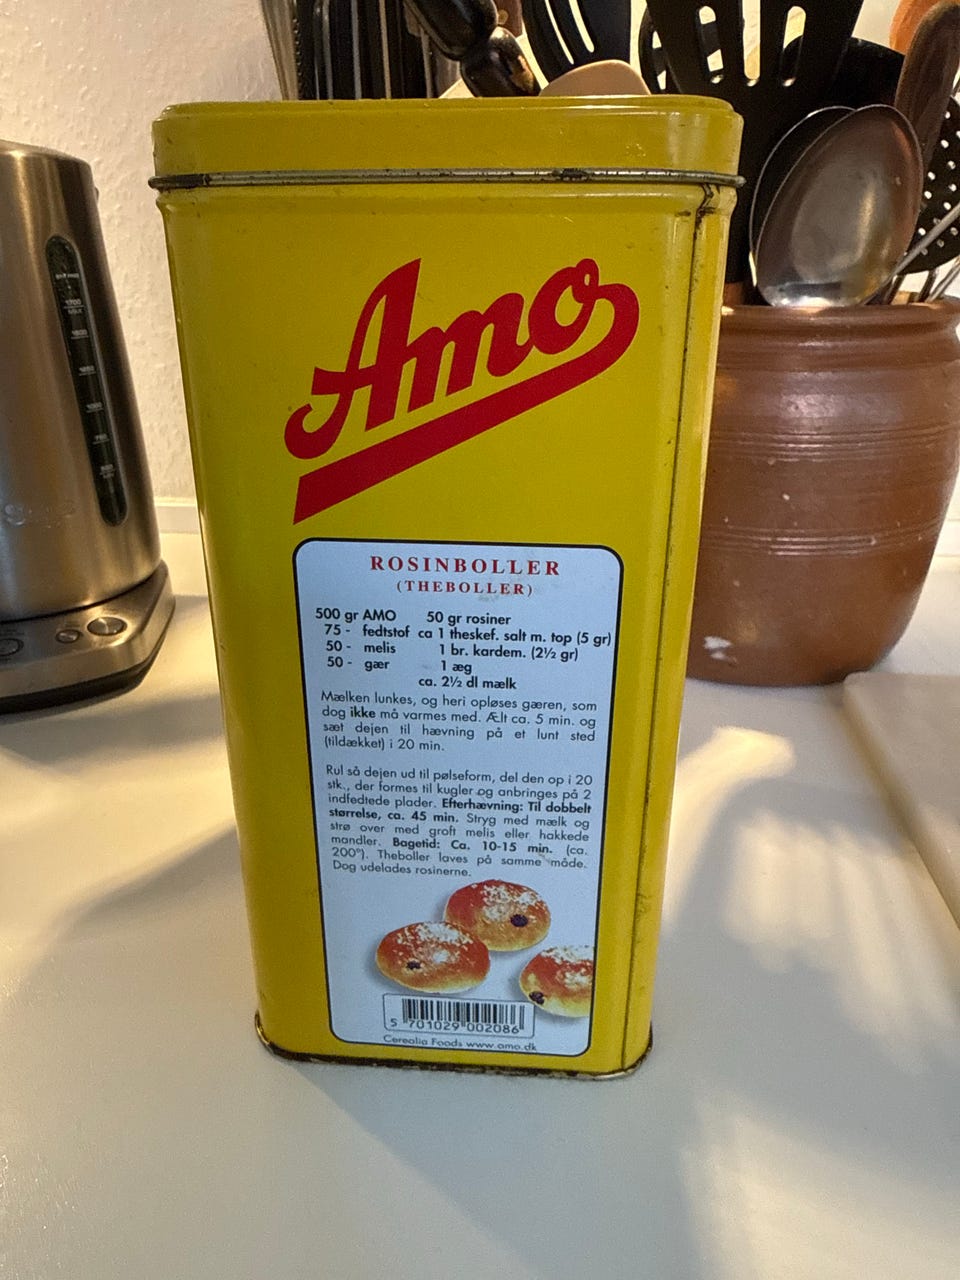 Amo
ROSINBOLLER
(THEBOLLER)
500 gr AMO 50 gr rosiner
75 - fedtstof ca 1 theskef. salt m. top (5 gr)
50 - melis 1 br. kardem. (2½ gr)
50 - gær 1 æg
ca. 2½ dl mælk
Mælken lunkes, og heri opløses gæren, som
dog ikke må varmes med. Ælt ca. 5 min. og
sæt dejen til hævning på et lunt sted
(tildækket) i 20 min.
Rul så dejen ud til pølseform, del den op i 20
stk., der formes til kugler og anbringes på 2
indfedtede plader. Efterhævning: Til dobbelt
størrelse, ca. 45 min. Stryg med mælk og
strø over med groft melis eller hakkede
mandler. Bagetid: Ca. 10-15 min. (ca.
200°). Theboller laves på samme måde.
Dog udelades rosinerne.
5 701029 002086
Cerealia Foods www.amo.dk